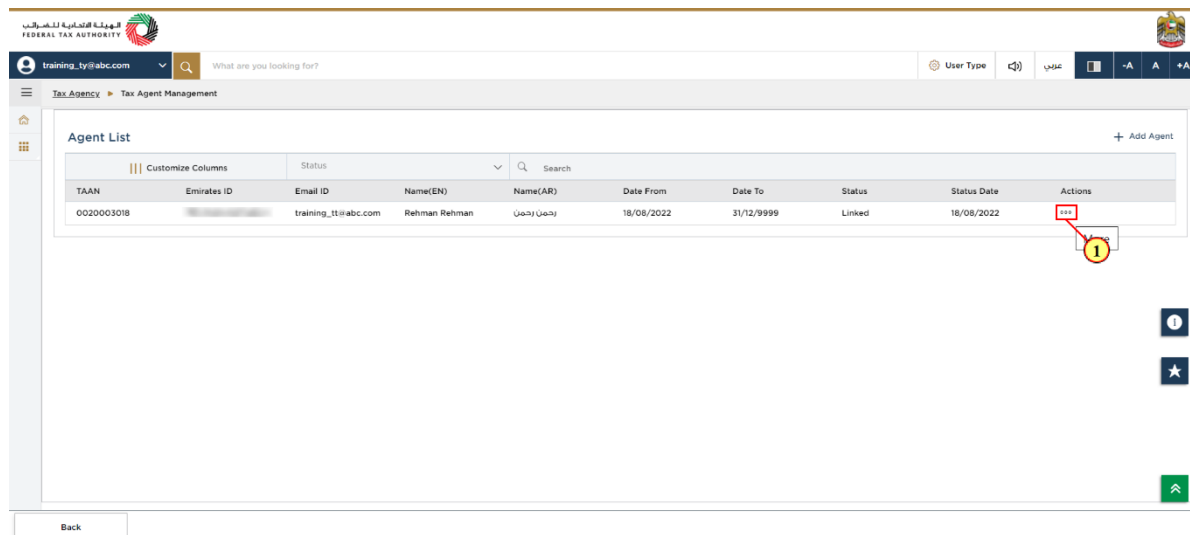 الهيئة الاتحادية للضرائب
FEDERAL TAX AUTHORITY
training_ty@abc.com What are you looking for? User Type عربي -A A +A
Tax Agency ▶ Tax Agent Management
Agent List + Add Agent
Customize Columns Status Search
TAAN Emirates ID Email ID Name(EN) Name(AR) Date From Date To Status Status Date Actions
0020003018 training_tt@abc.com Rehman Rehman رحمن رحمن 18/08/2022 31/12/9999 Linked 18/08/2022
More
1
Back